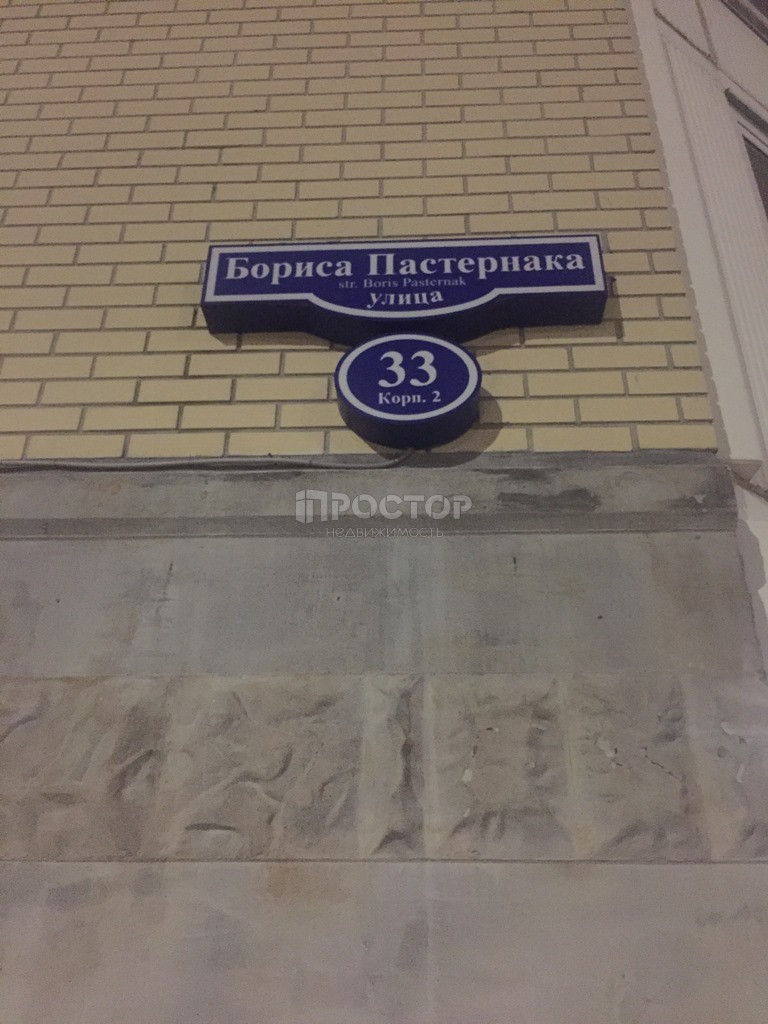 Бориса Пастернака
str. Boris Pasternak
улица
33
Корп. 2
ПРОСТОР
недвижимость